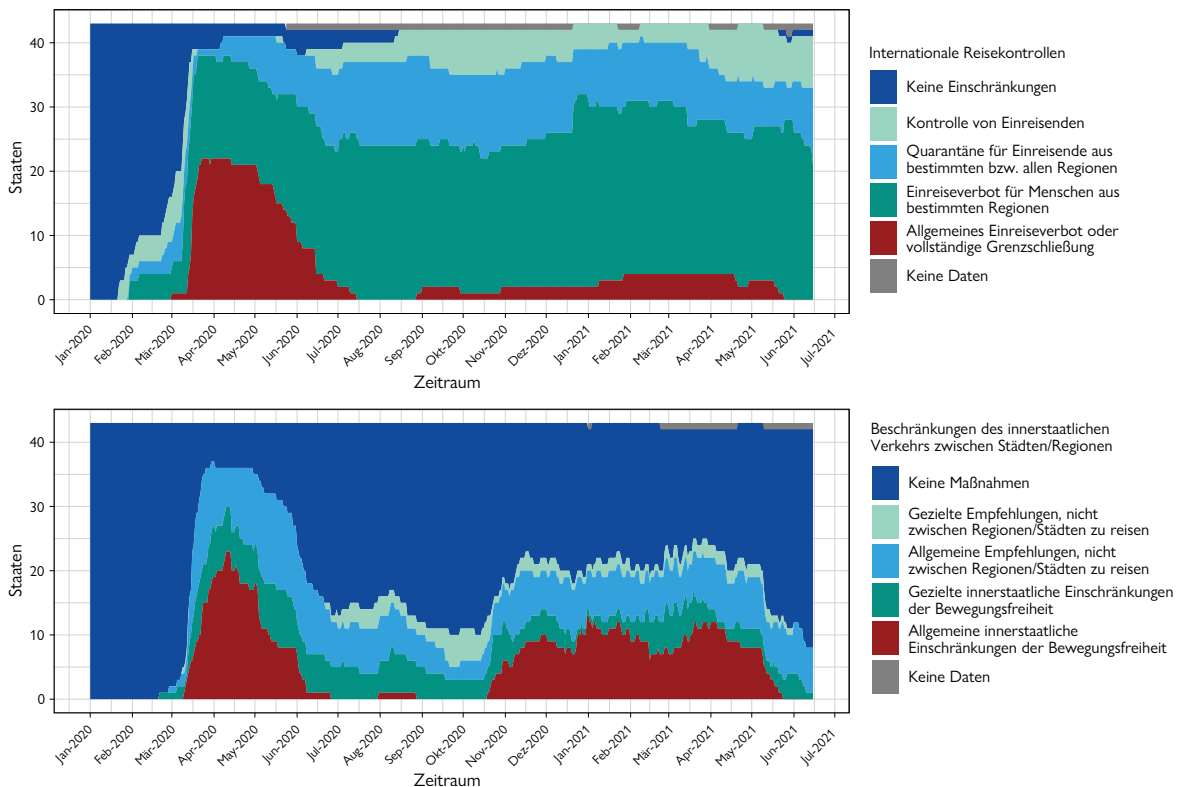 40
30
20
10
0
Staaten
Jan-2020
Feb-2020
Mär-2020
Apr-2020
May-2020
Jun-2020
Jul-2020
Aug-2020
Sep-2020
Okt-2020
Nov-2020
Dez-2020
Jan-2021
Feb-2021
Mär-2021
Apr-2021
May-2021
Jun-2021
Jul-2021
Zeitraum
Internationale Reisekontrollen
Keine Einschränkungen
Kontrolle von Einreisenden
Quarantäne für Einreisende aus
bestimmten bzw. allen Regionen
Einreiseverbot für Menschen aus
bestimmten Regionen
Allgemeines Einreiseverbot oder
vollständige Grenzschließung
Keine Daten
40
30
20
10
0
Staaten
Jan-2020
Feb-2020
Mär-2020
Apr-2020
May-2020
Jun-2020
Jul-2020
Aug-2020
Sep-2020
Okt-2020
Nov-2020
Dez-2020
Jan-2021
Feb-2021
Mär-2021
Apr-2021
May-2021
Jun-2021
Jul-2021
Zeitraum
Beschränkungen des innerstaatlichen
Verkehrs zwischen Städten/Regionen
Keine Maßnahmen
Gezielte Empfehlungen, nicht
zwischen Regionen/Städten zu reisen
Allgemeine Empfehlungen, nicht
zwischen Regionen/Städten zu reisen
Gezielte innerstaatliche Einschränkungen
der Bewegungsfreiheit
Allgemeine innerstaatliche
Einschränkungen der Bewegungsfreiheit
Keine Daten